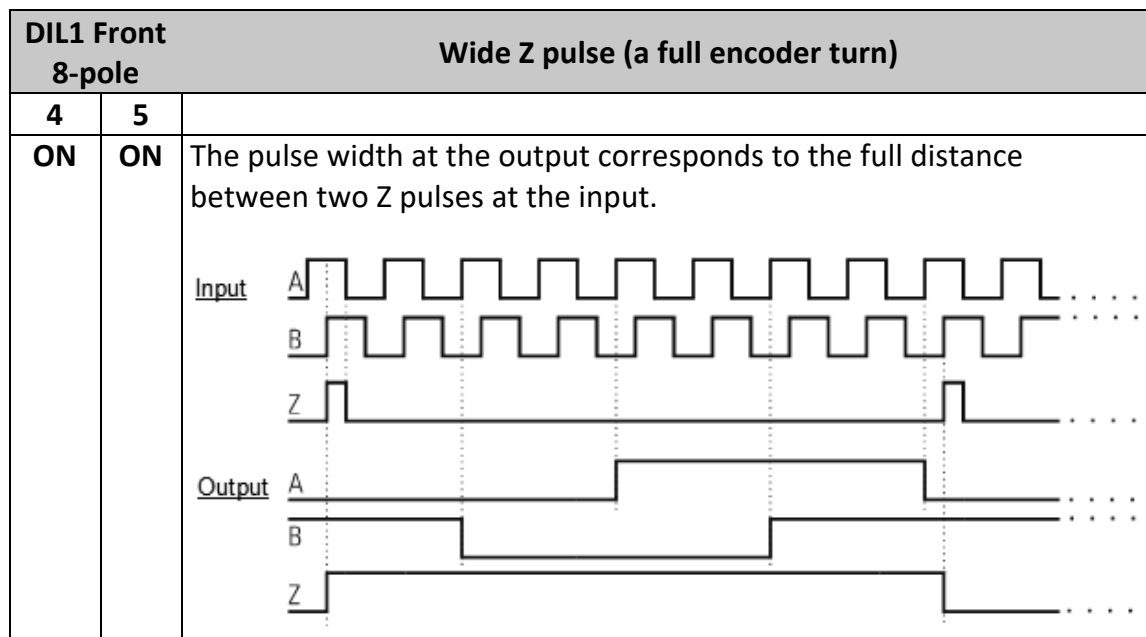 DIL1 Front
8-pole
Wide Z pulse (a full encoder turn)
4 5
ON ON The pulse width at the output corresponds to the full distance
between two Z pulses at the input.
Input A
B
Z
Output A
B
Z